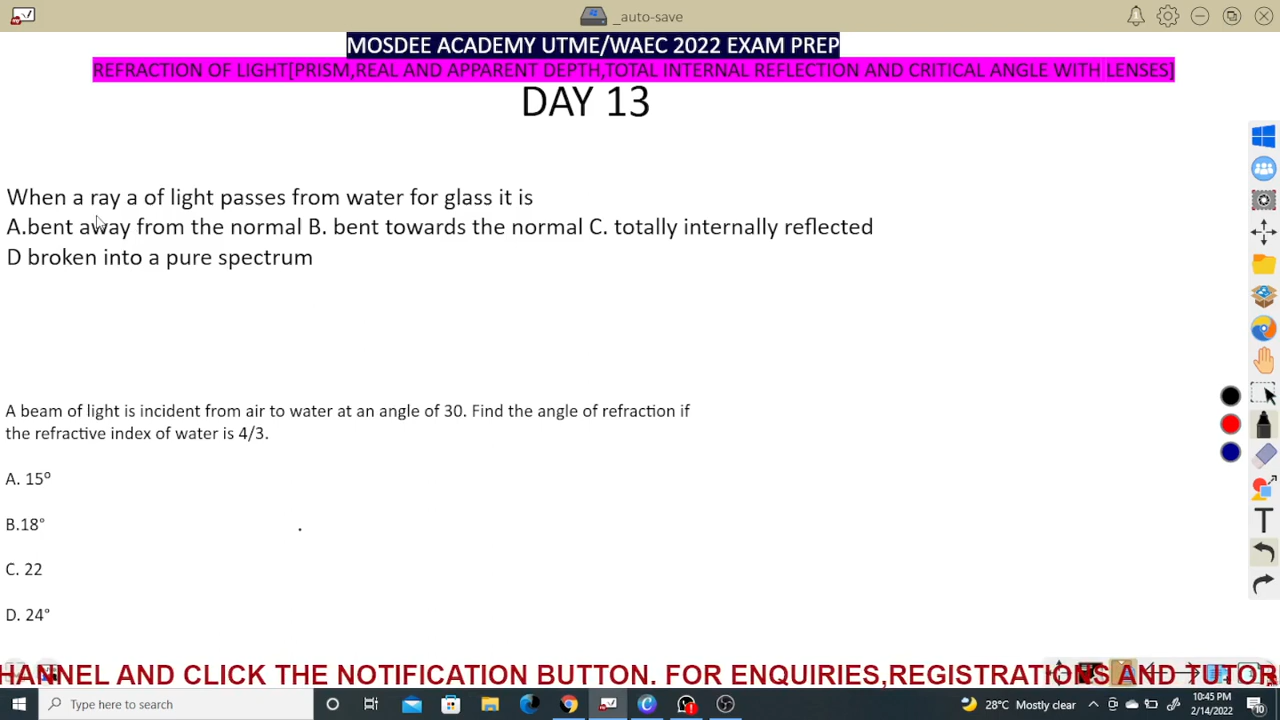 _auto-save
MOSDEE ACADEMY UTME/WAEC 2022 EXAM PREP
REFRACTION OF LIGHT[PRISM,REAL AND APPARENT DEPTH,TOTAL INTERNAL REFLECTION AND CRITICAL ANGLE WITH LENSES]
DAY 13
When a ray a of light passes from water for glass it is
A.bent away from the normal B. bent towards the normal C. totally internally reflected
D broken into a pure spectrum
A beam of light is incident from air to water at an angle of 30. Find the angle of refraction if
the refractive index of water is 4/3.
A. 15°
B.18°
C. 22
D. 24°
HANNEL AND CLICK THE NOTIFICATION BUTTON. FOR ENQUIRIES,REGISTRATIONS AND TUTOR
Type here to search
28°C Mostly clear
10:45 PM
2/14/2022
10